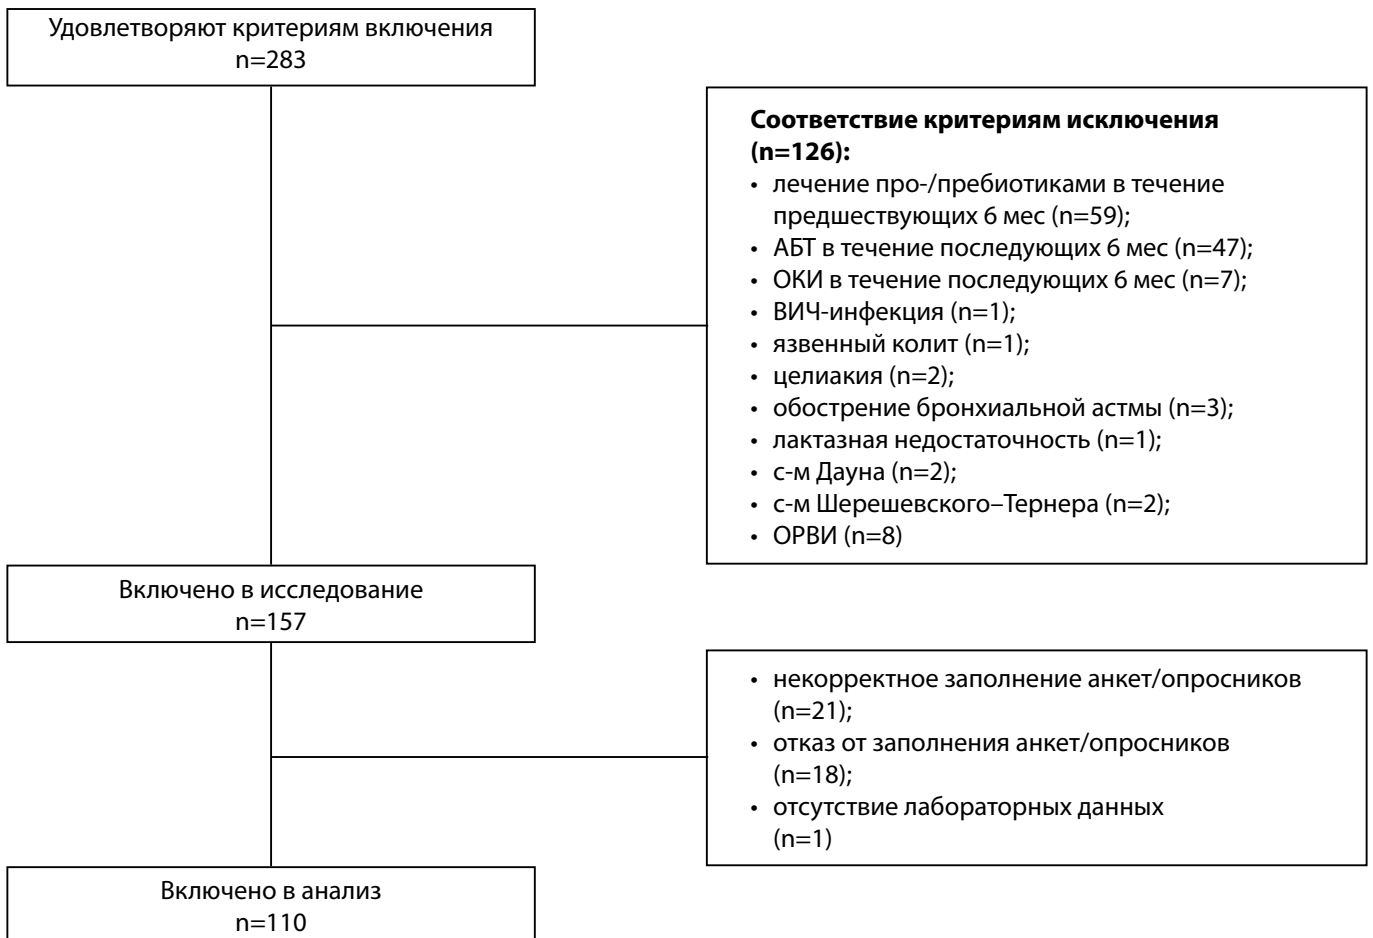 Удовлетворяют критериям включения
n=283
Соответствие критериям исключения
(n=126):
• лечение про-/пребиотиками в течение
предшествующих 6 мес (n=59);
• АБТ в течение последующих 6 мес (n=47);
• ОКИ в течение последующих 6 мес (n=7);
• ВИЧ-инфекция (n=1);
• язвенный колит (n=1);
• целиакия (n=2);
• обострение бронхиальной астмы (n=3);
• лактазная недостаточность (n=1);
• с-м Дауна (n=2);
• с-м Шерешевского–Тернера (n=2);
• ОРВИ (n=8)
Включено в исследование
n=157
• некорректное заполнение анкет/опросников
(n=21);
• отказ от заполнения анкет/опросников
(n=18);
• отсутствие лабораторных данных
(n=1)
Включено в анализ
n=110